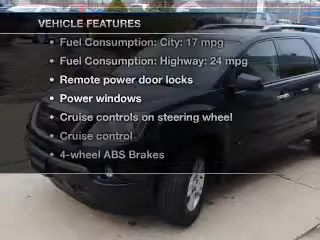 VEHICLE FEATURES
• Fuel Consumption: City: 17 mpg
• Fuel Consumption: Highway: 24 mpg
• Remote power door locks
• Power windows
• Cruise controls on steering wheel
• Cruise control
• 4-wheel ABS Brakes